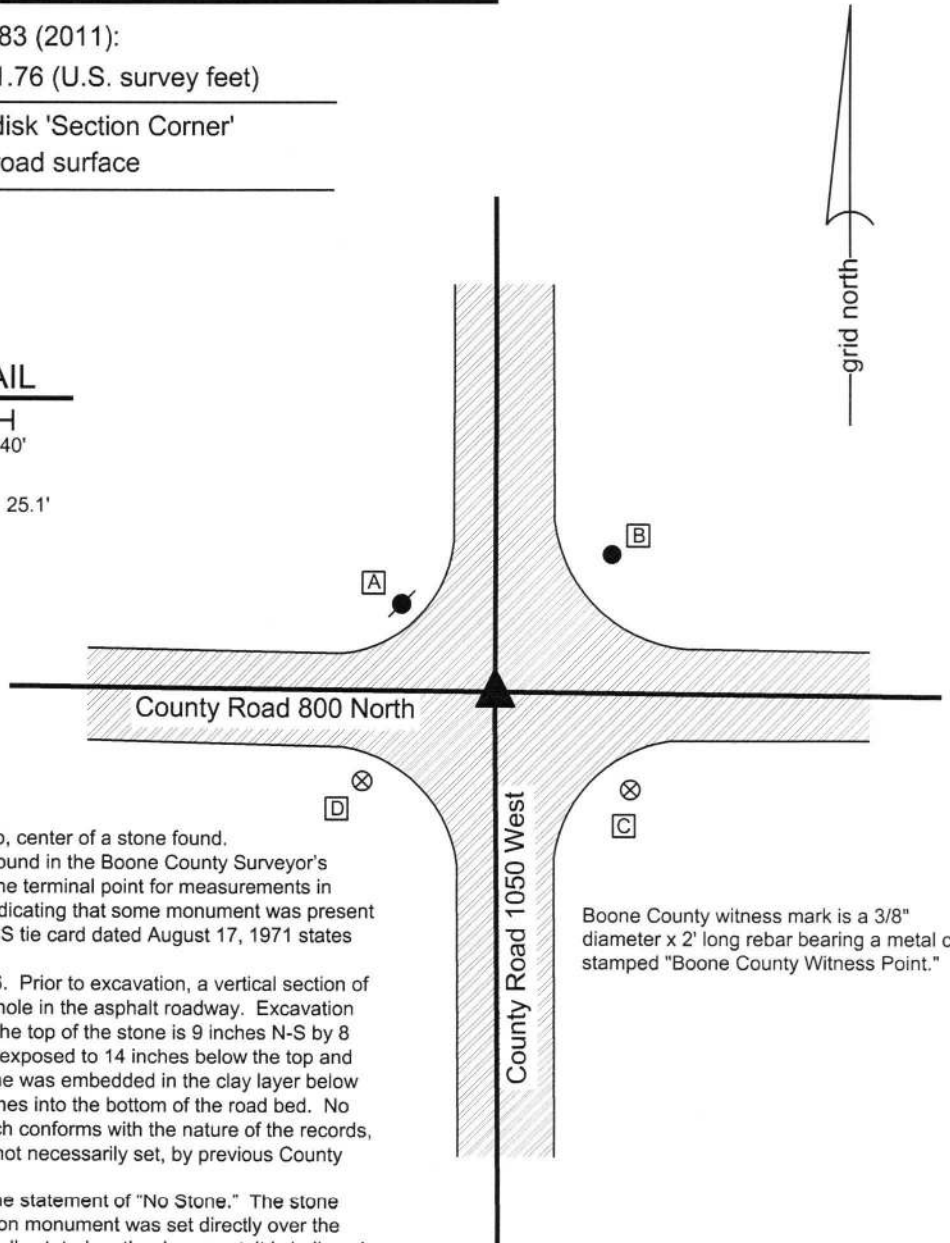 83 (2011):
1.76 (U.S. survey feet)
disk 'Section Corner'
road surface
grid north
AIL
40'
25.1'
B
A
County Road 800 North
D
C
County Road 1050 West
o, center of a stone found.
ound in the Boone County Surveyor's
he terminal point for measurements in
dicating that some monument was present
S tie card dated August 17, 1971 states
6. Prior to excavation, a vertical section of
hole in the asphalt roadway. Excavation
he top of the stone is 9 inches N-S by 8
exposed to 14 inches below the top and
ne was embedded in the clay layer below
hes into the bottom of the road bed. No
ch conforms with the nature of the records,
not necessarily set, by previous County
he statement of "No Stone." The stone
on monument was set directly over the
Boone County witness mark is a 3/8"
diameter x 2' long rebar bearing a metal c
stamped "Boone County Witness Point."